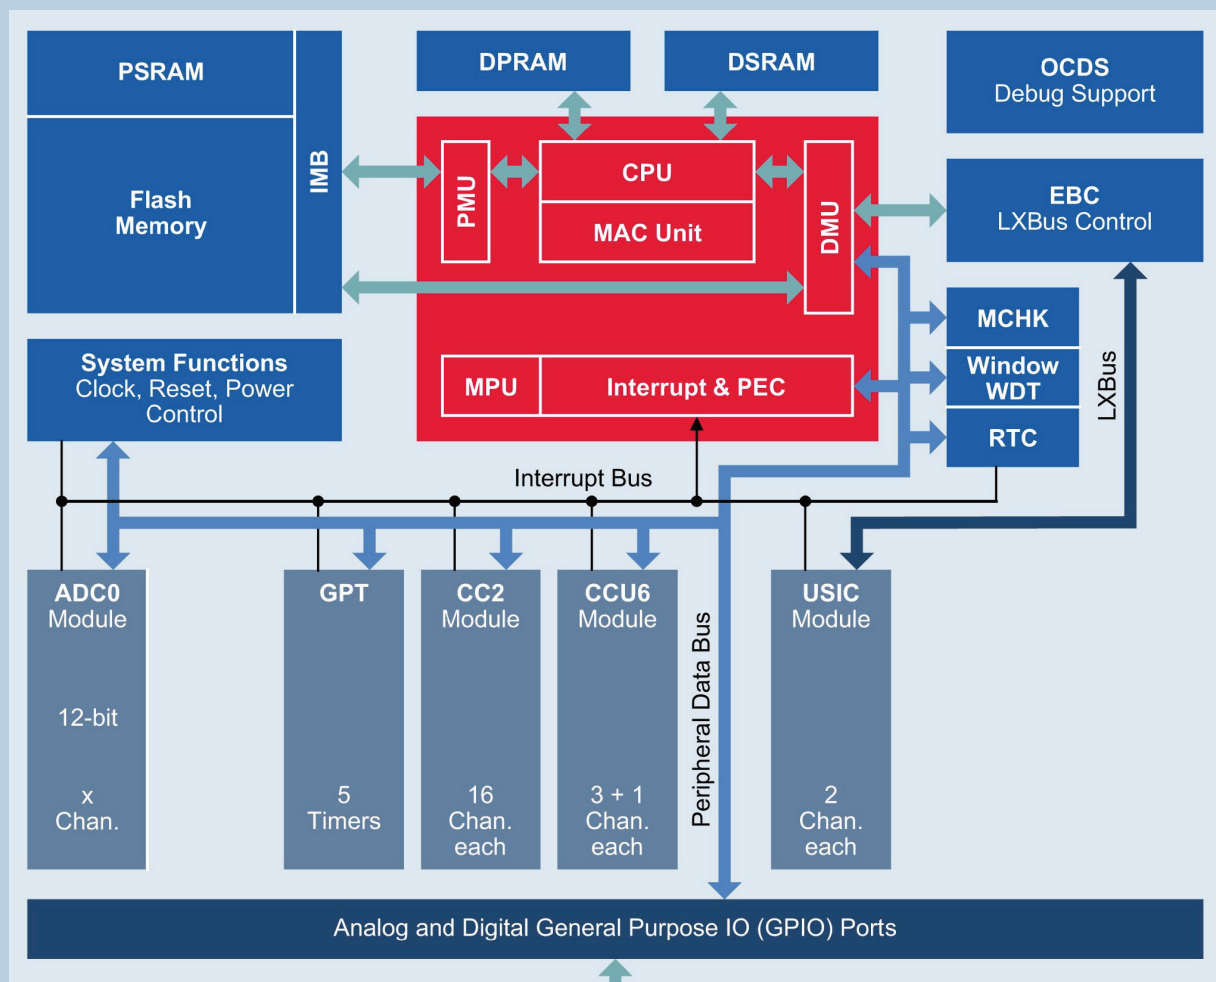 PSRAM
Flash
Memory
IMB
DPRAM
DSRAM
OCDS
Debug Support
PMU
CPU
MAC Unit
DMU
EBC
LXBus Control
MCHK
Window
WDT
RTC
LXBus
System Functions
Clock, Reset, Power
Control
MPU
Interrupt & PEC
Interrupt Bus
ADC0
Module
12-bit
x
Chan.
GPT
5
Timers
CC2
Module
16
Chan.
each
CCU6
Module
3 + 1
Chan.
each
Peripheral Data Bus
USIC
Module
2
Chan.
each
Analog and Digital General Purpose IO (GPIO) Ports